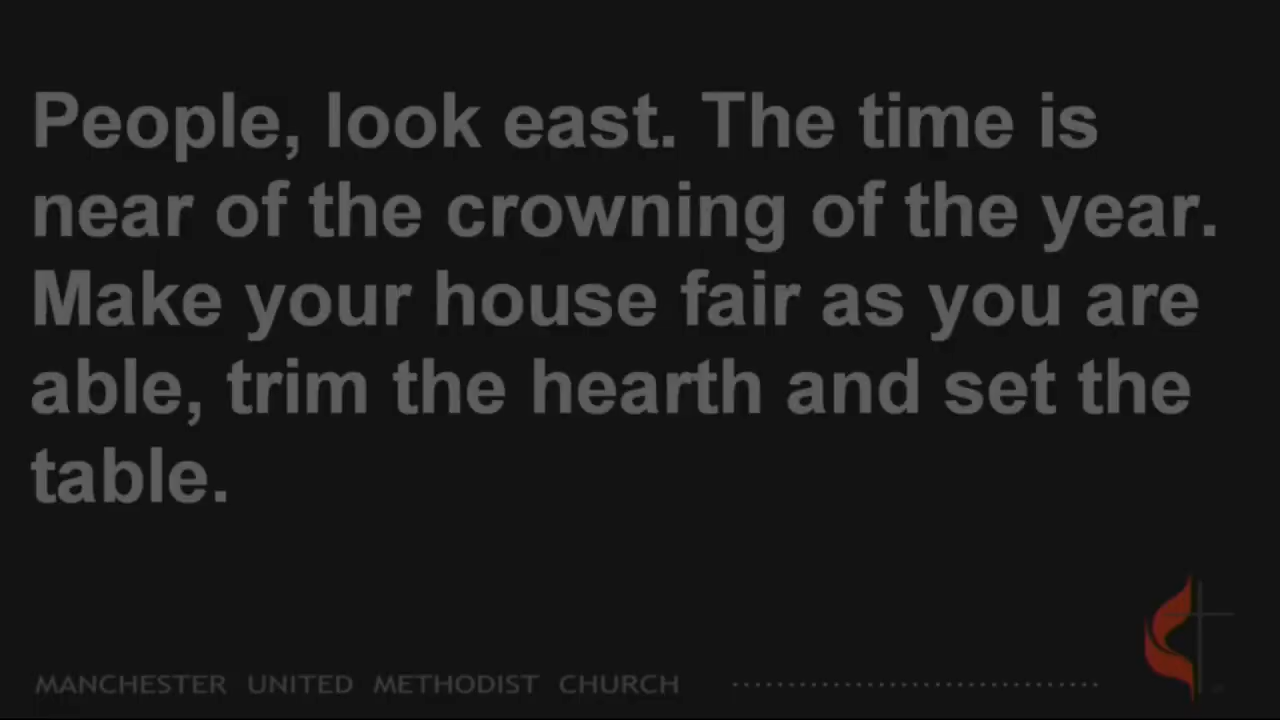 People, look east. The time is
near of the crowning of the year.
Make your house fair as you are
able, trim the hearth and set the
table.
MANCHESTER UNITED METHODIST CHURCH